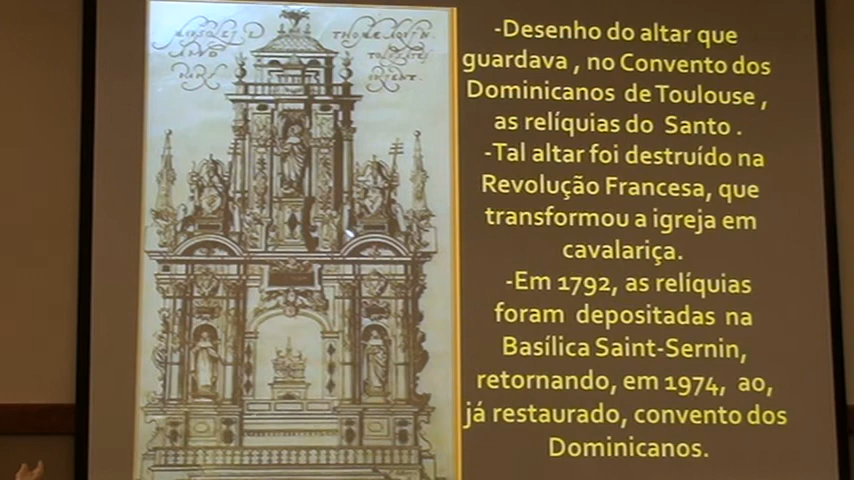 THOMÆ AQUIN
-Desenho do altar que
guardava , no Convento dos
Dominicanos de Toulouse ,
as relíquias do Santo .
-Tal altar foi destruído na
Revolução Francesa, que
transformou a igreja em
cavalariça.
-Em 1792, as relíquias
foram depositadas na
Basílica Saint-Sernin,
retornando, em 1974, ao,
já restaurado, convento dos
Dominicanos.